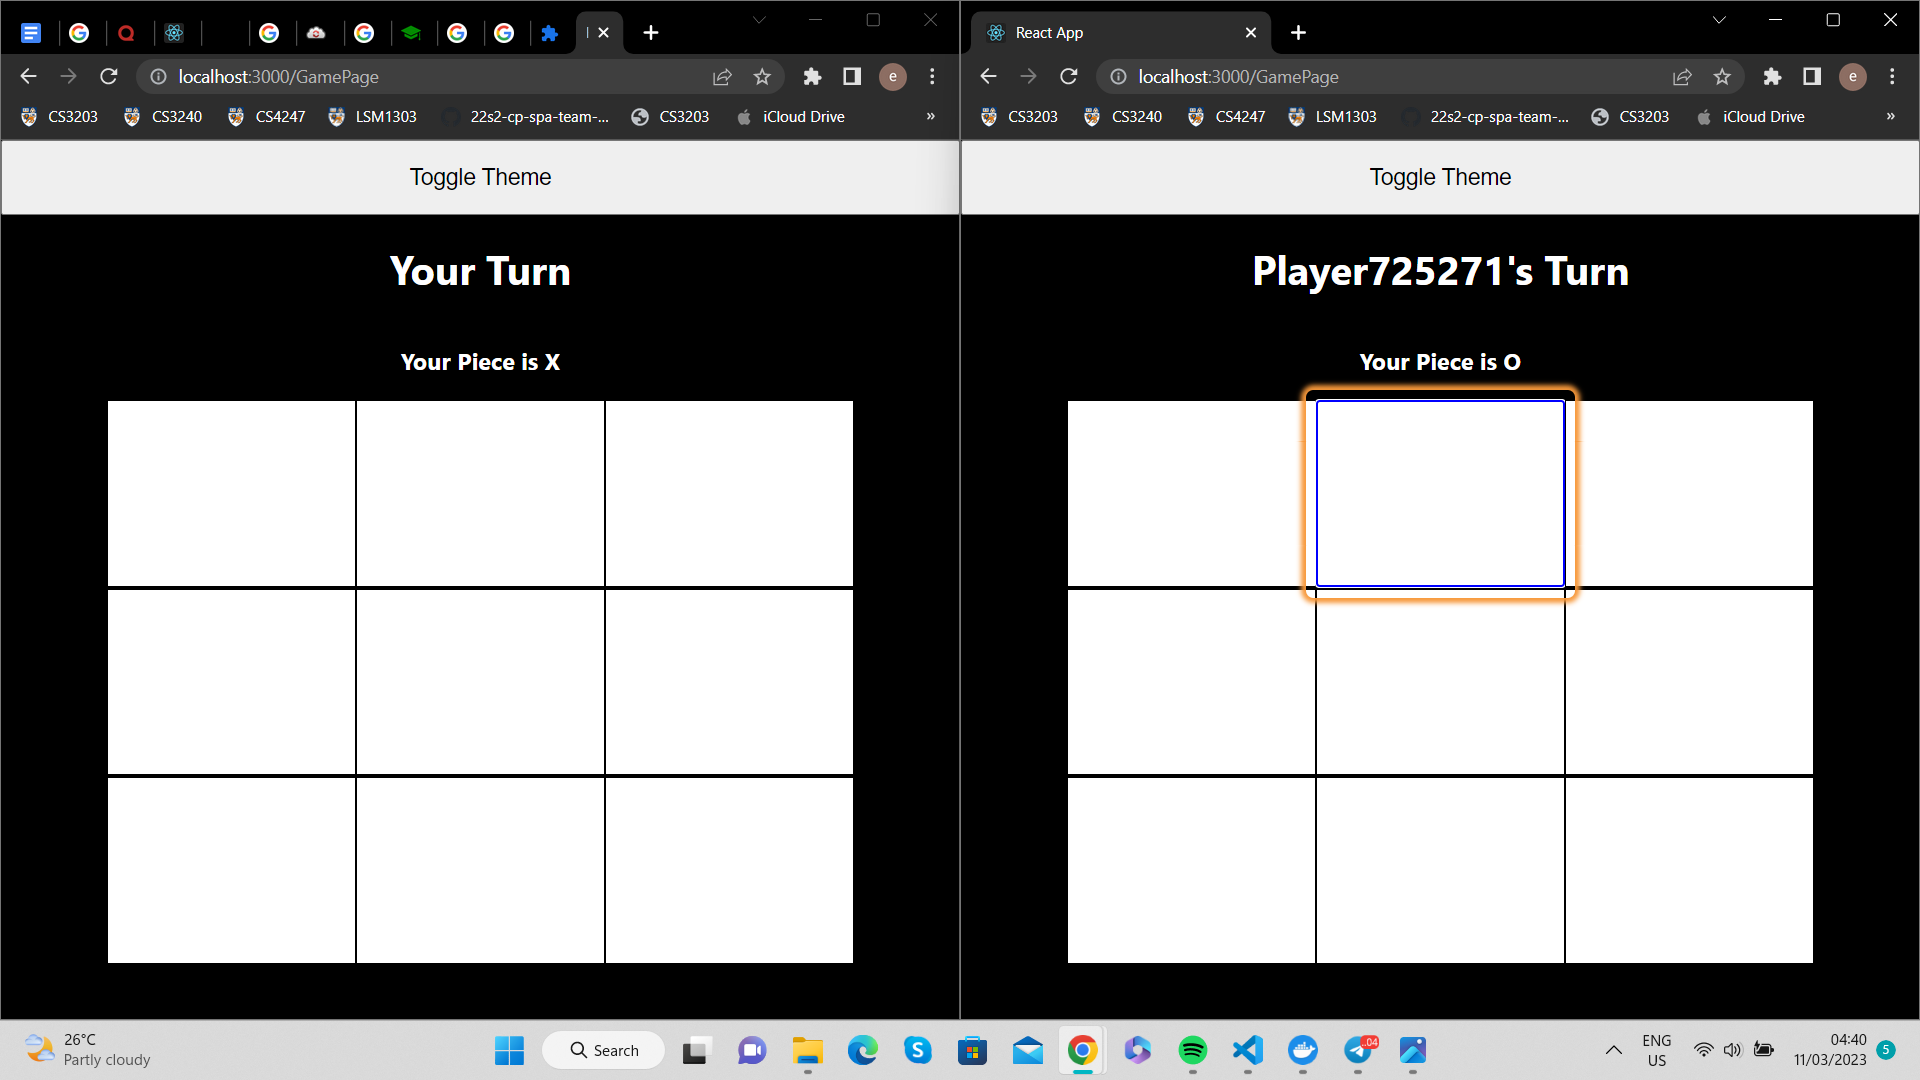 localhost:3000/GamePage
CS3203 CS3240 CS4247 LSM1303 22s2-cp-spa-team-... CS3203 iCloud Drive »
Toggle Theme
Your Turn
Your Piece is X
React App
localhost:3000/GamePage
e
CS3203 CS3240 CS4247 LSM1303 22s2-cp-spa-team-... CS3203 iCloud Drive »
Toggle Theme
Player725271's Turn
Your Piece is O
26°C
Partly cloudy
Search
.04
ENG
US
04:40
11/03/2023
5